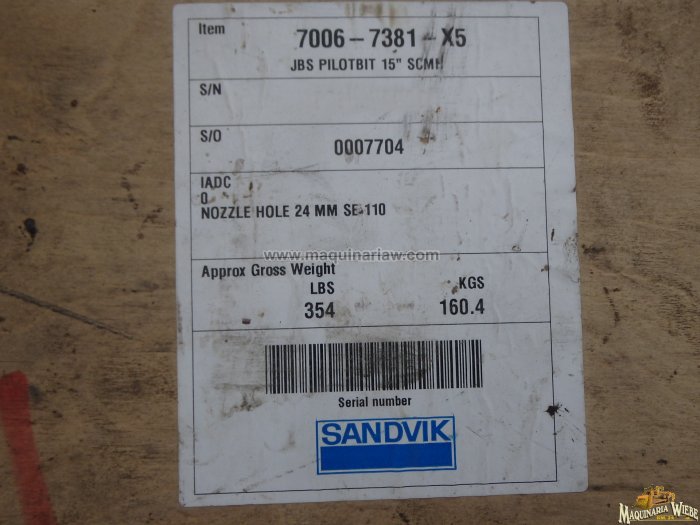 Item 7006-7381-X5
JBS PILOTBIT 15" SCMH
S/N
S/O 0007704
IADC
0
NOZZLE HOLE 24 MM SE-110
www.maquinariaw.com
Approx Gross Weight
LBS KGS
354 160.4
Serial number
SANDVIK
MAQUINARIA WIEBE